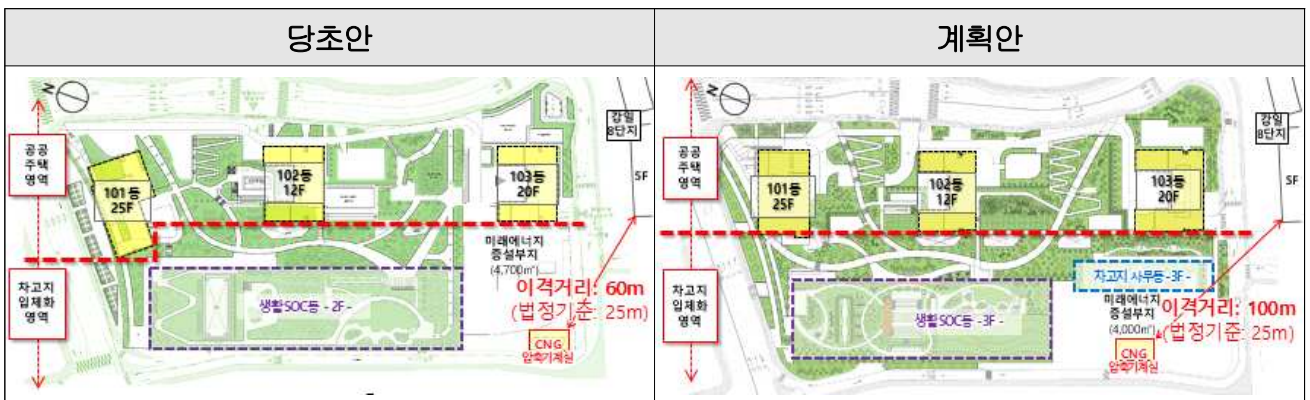 당초안
계획안
N
공공
주택
영역
차고지
입체화
영역
101동
25F
102동
12F
103동
20F
강일
8단지
5F
미래에너지
증설부지
(4,700㎡)
이격거리: 60m
(법정기준: 25m)
생활SOC동 - 2F -
CNG
압축기계실
N
공공
주택
영역
차고지
입체화
영역
101동
25F
102동
12F
103동
20F
강일
8단지
5F
차고지 사무동 -3F -
미래에너지
증설부지
(4,000㎡)
이격거리: 100m
(법정기준: 25m)
생활SOC동 -3F -
CNG
압축기계실